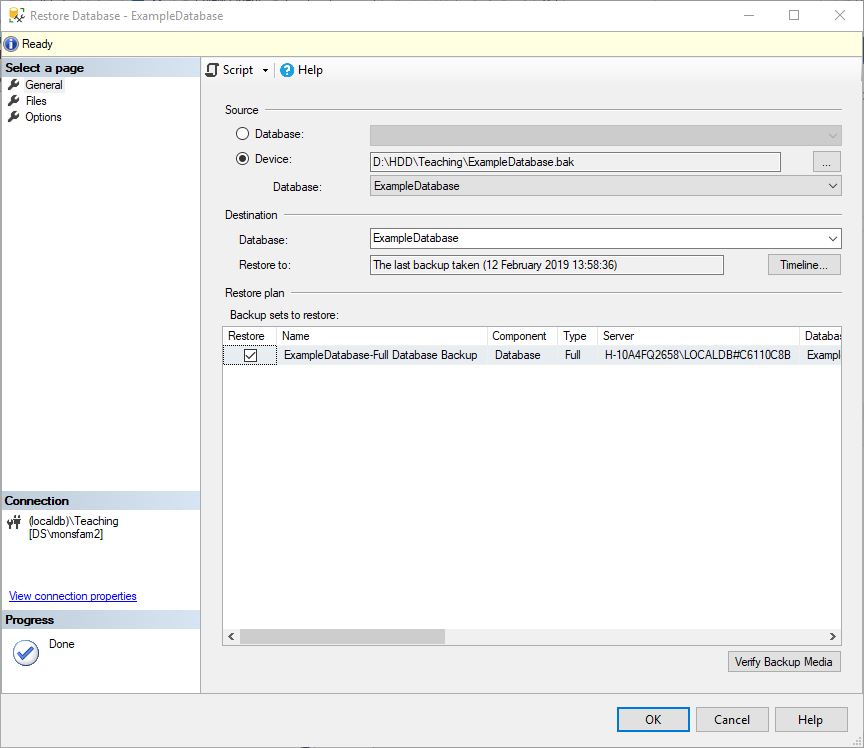 Restore Database - ExampleDatabase
Ready
Select a page
General
Files
Options
Script
Help
Source
Database:
Device:
D:\HDD\Teaching\ExampleDatabase.bak
...
Database:
ExampleDatabase
Destination
Database:
ExampleDatabase
Restore to:
The last backup taken (12 February 2019 13:58:36)
Timeline...
Restore plan
Backup sets to restore:
Restore Name Component Type Server Databas
ExampleDatabase-Full Database Backup Database Full H-10A4FQ2658\LOCALDB#C6110C8B Exampl
Connection
(localdb)\Teaching
[DS\monsfam2]
View connection properties
Progress
Done
Verify Backup Media
OK
Cancel
Help